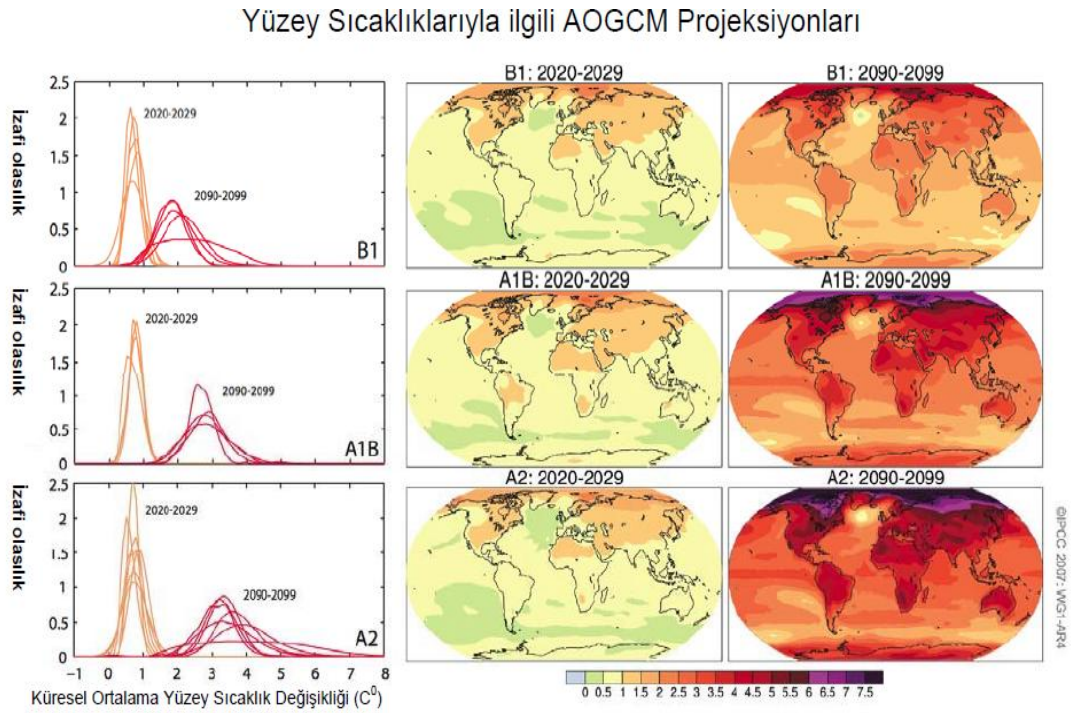 Yüzey Sıcaklıklarıyla ilgili AOGCM Projeksiyonları
İzafi olasılık
2.5
2
1.5
1
0.5
0
2020-2029
2090-2099
B1
B1: 2020-2029
B1: 2090-2099
İzafi olasılık
2
1.5
1
0.5
0
2020-2029
2090-2099
A1B
A1B: 2020-2029
A1B: 2090-2099
İzafi olasılık
2.5
2
1.5
1
0.5
0
2020-2029
2090-2099
A2
-1 0 1 2 3 4 5 6 7 8
Küresel Ortalama Yüzey Sıcaklık Değişikliği (C⁰)
A2: 2020-2029
A2: 2090-2099
0 0.5 1 1.5 2 2.5 3 3.5 4 4.5 5 5.5 6 6.5 7 7.5
©IPCC 2007: WG1-AR4